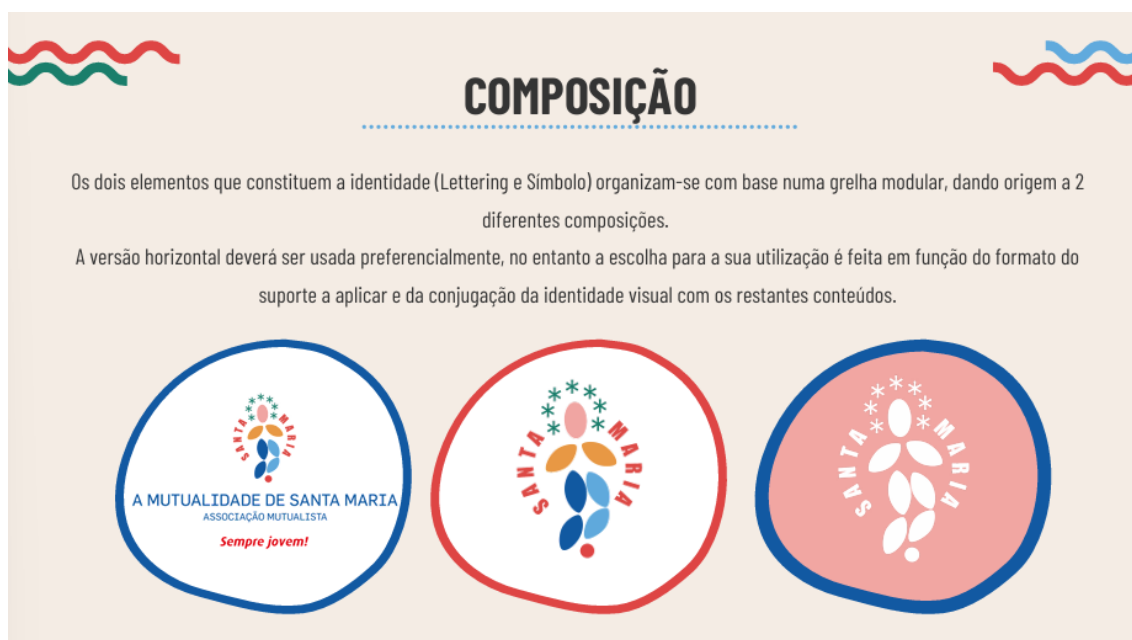 COMPOSIÇÃO
Os dois elementos que constituem a identidade (Lettering e Símbolo) organizam-se com base numa grelha modular, dando origem a 2
diferentes composições.
A versão horizontal deverá ser usada preferencialmente, no entanto a escolha para a sua utilização é feita em função do formato do
suporte a aplicar e da conjugação da identidade visual com os restantes conteúdos.
SANTA MARIA
A MUTUALIDADE DE SANTA MARIA
ASSOCIAÇÃO MUTUALISTA
Sempre jovem!
SANTA MARIA
SANTA MARIA